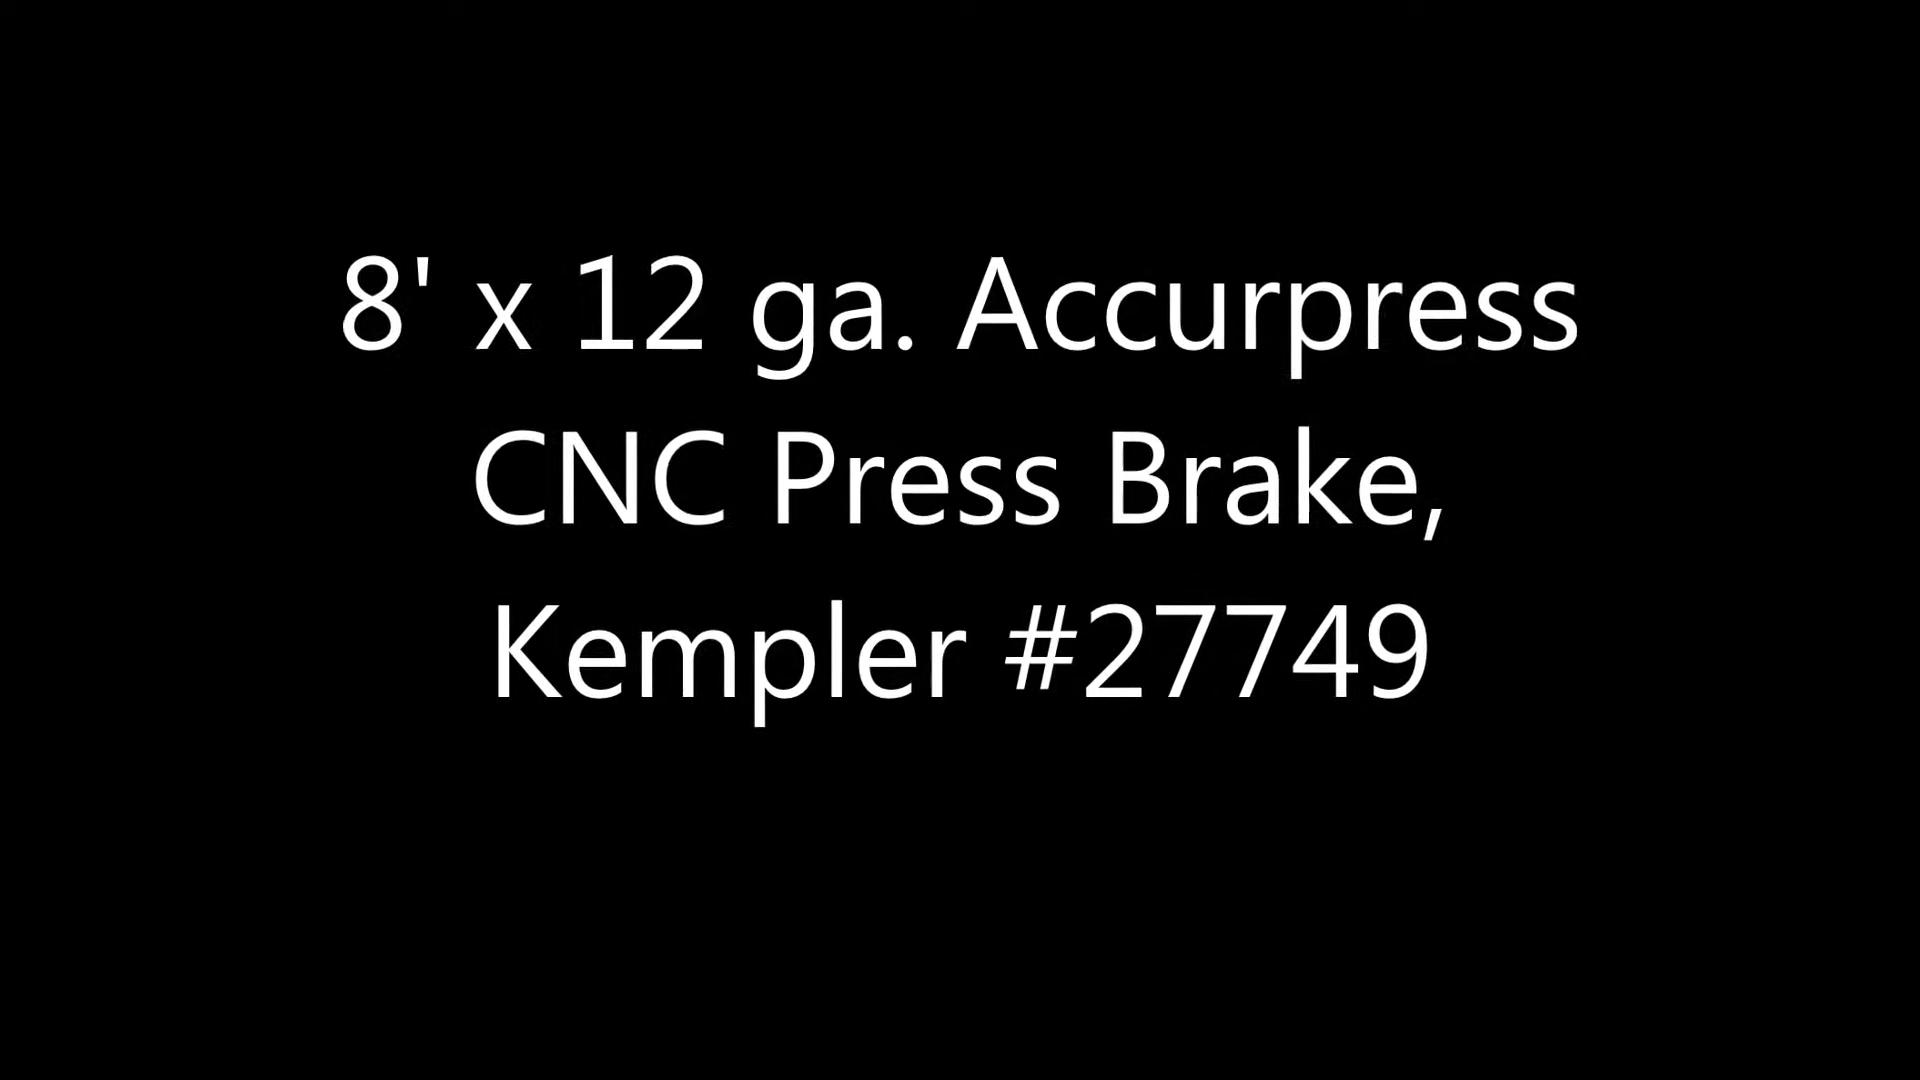 8' x 12 ga. Accurpress
CNC Press Brake,
Kempler #27749